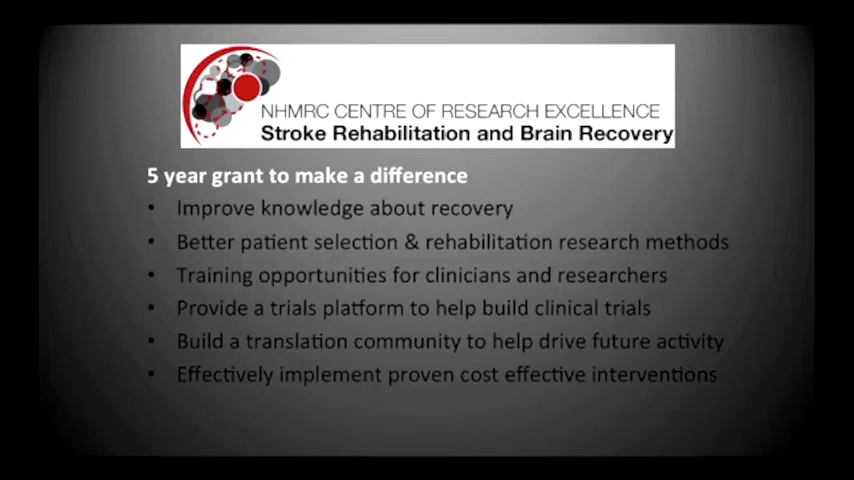 NHMRC CENTRE OF RESEARCH EXCELLENCE
Stroke Rehabilitation and Brain Recovery
5 year grant to make a difference
• Improve knowledge about recovery
• Better patient selection & rehabilitation research methods
• Training opportunities for clinicians and researchers
• Provide a trials platform to help build clinical trials
• Build a translation community to help drive future activity
• Effectively implement proven cost effective interventions